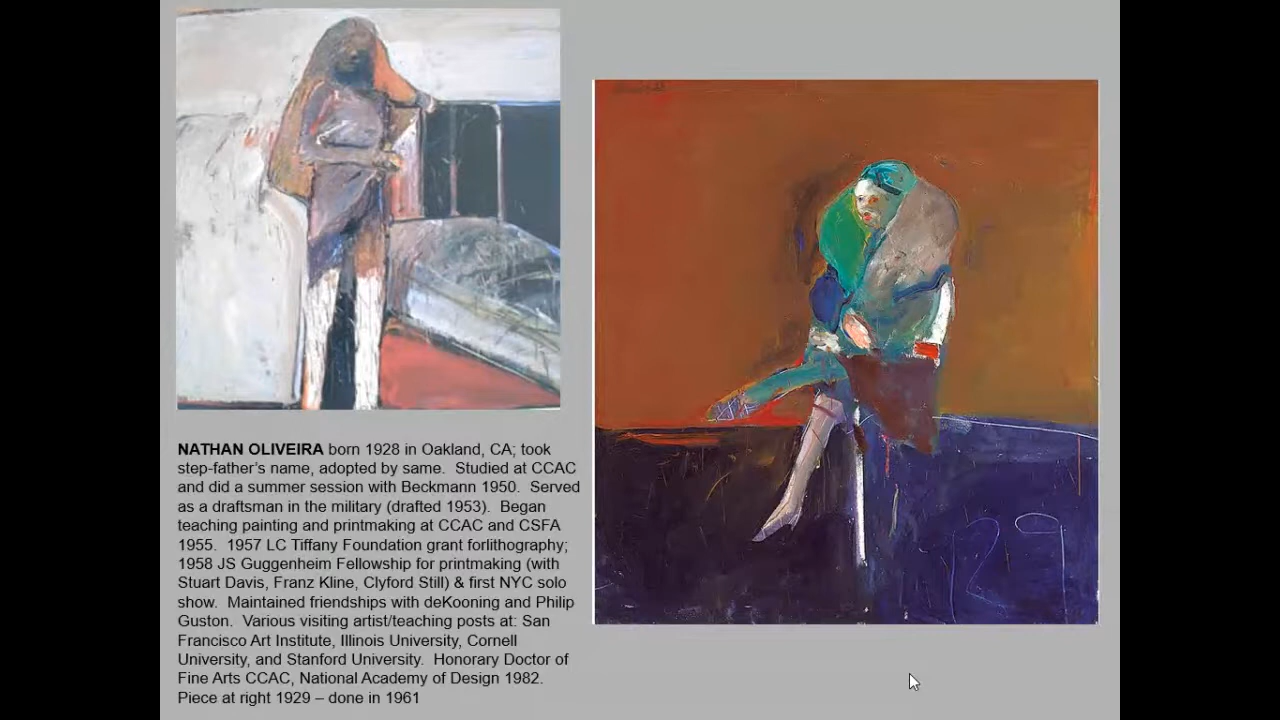 NATHAN OLIVEIRA born 1928 in Oakland, CA; took
step-father's name, adopted by same.  Studied at CCAC
and did a summer session with Beckmann 1950.  Served
as a draftsman in the military (drafted 1953).  Began
teaching painting and printmaking at CCAC and CSFA
1955.  1957 LC Tiffany Foundation grant forlithography;
1958 JS Guggenheim Fellowship for printmaking (with
Stuart Davis, Franz Kline, Clyford Still) & first NYC solo
show.  Maintained friendships with deKooning and Philip
Guston.  Various visiting artist/teaching posts at: San
Francisco Art Institute, Illinois University, Cornell
University, and Stanford University.  Honorary Doctor of
Fine Arts CCAC, National Academy of Design 1982.
Piece at right 1929 – done in 1961